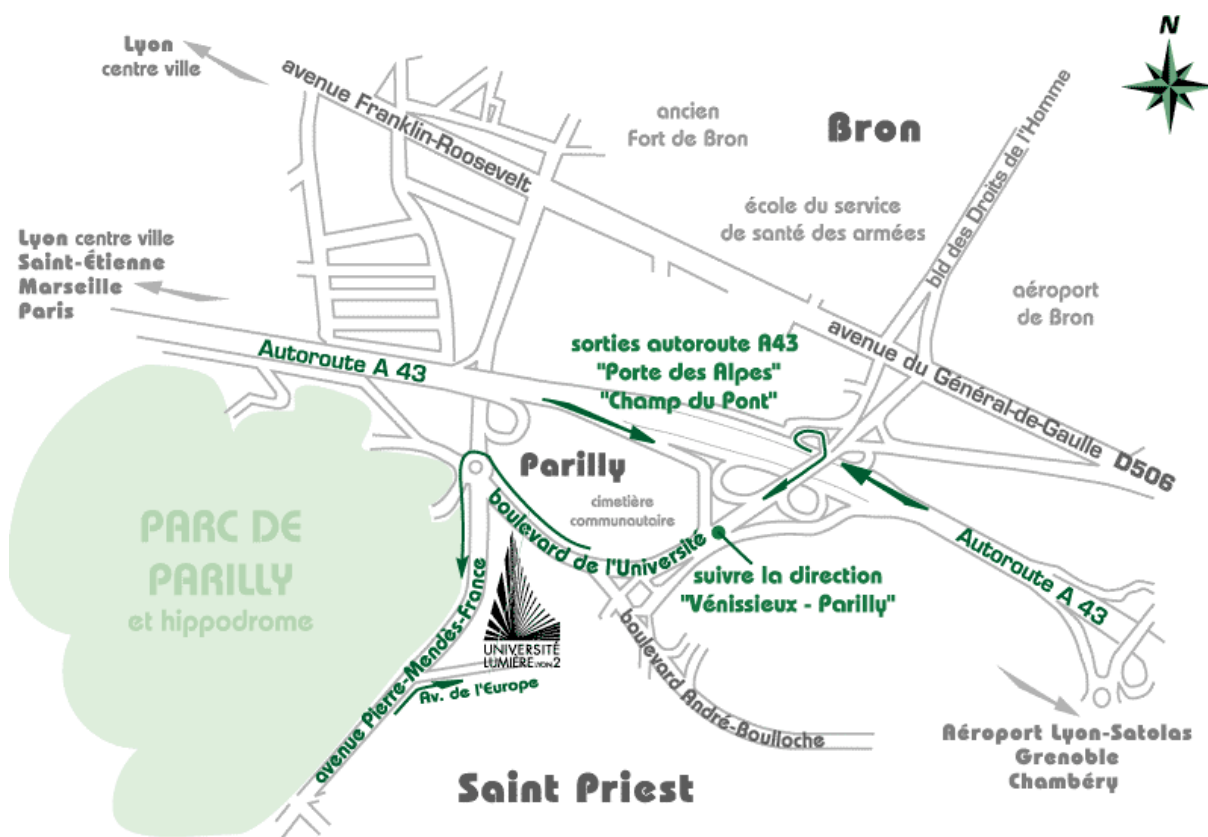 N
Lyon
centre ville
avenue Franklin-Roosevelt
ancien
Fort de Bron
Bron
bld des Droits de l'Homme
école du service
de santé des armées
Lyon centre ville
Saint-Étienne
Marseille
Paris
aéroport
de Bron
Autoroute A 43
sorties autoroute A43
"Porte des Alpes"
"Champ du Pont"
avenue du Général-de-Gaulle D506
Parilly
cimetière
communautaire
PARC DE
PARILLY
et hippodrome
boulevard de l'Université
Autoroute A 43
suivre la direction
"Vénissieux - Parilly"
UNIVERSITÉ
LUMIÈRE LYON 2
avenue Pierre-Mendès-France
Av. de l'Europe
boulevard André-Boulloche
Aéroport Lyon-Satolas
Grenoble
Chambéry
Saint Priest